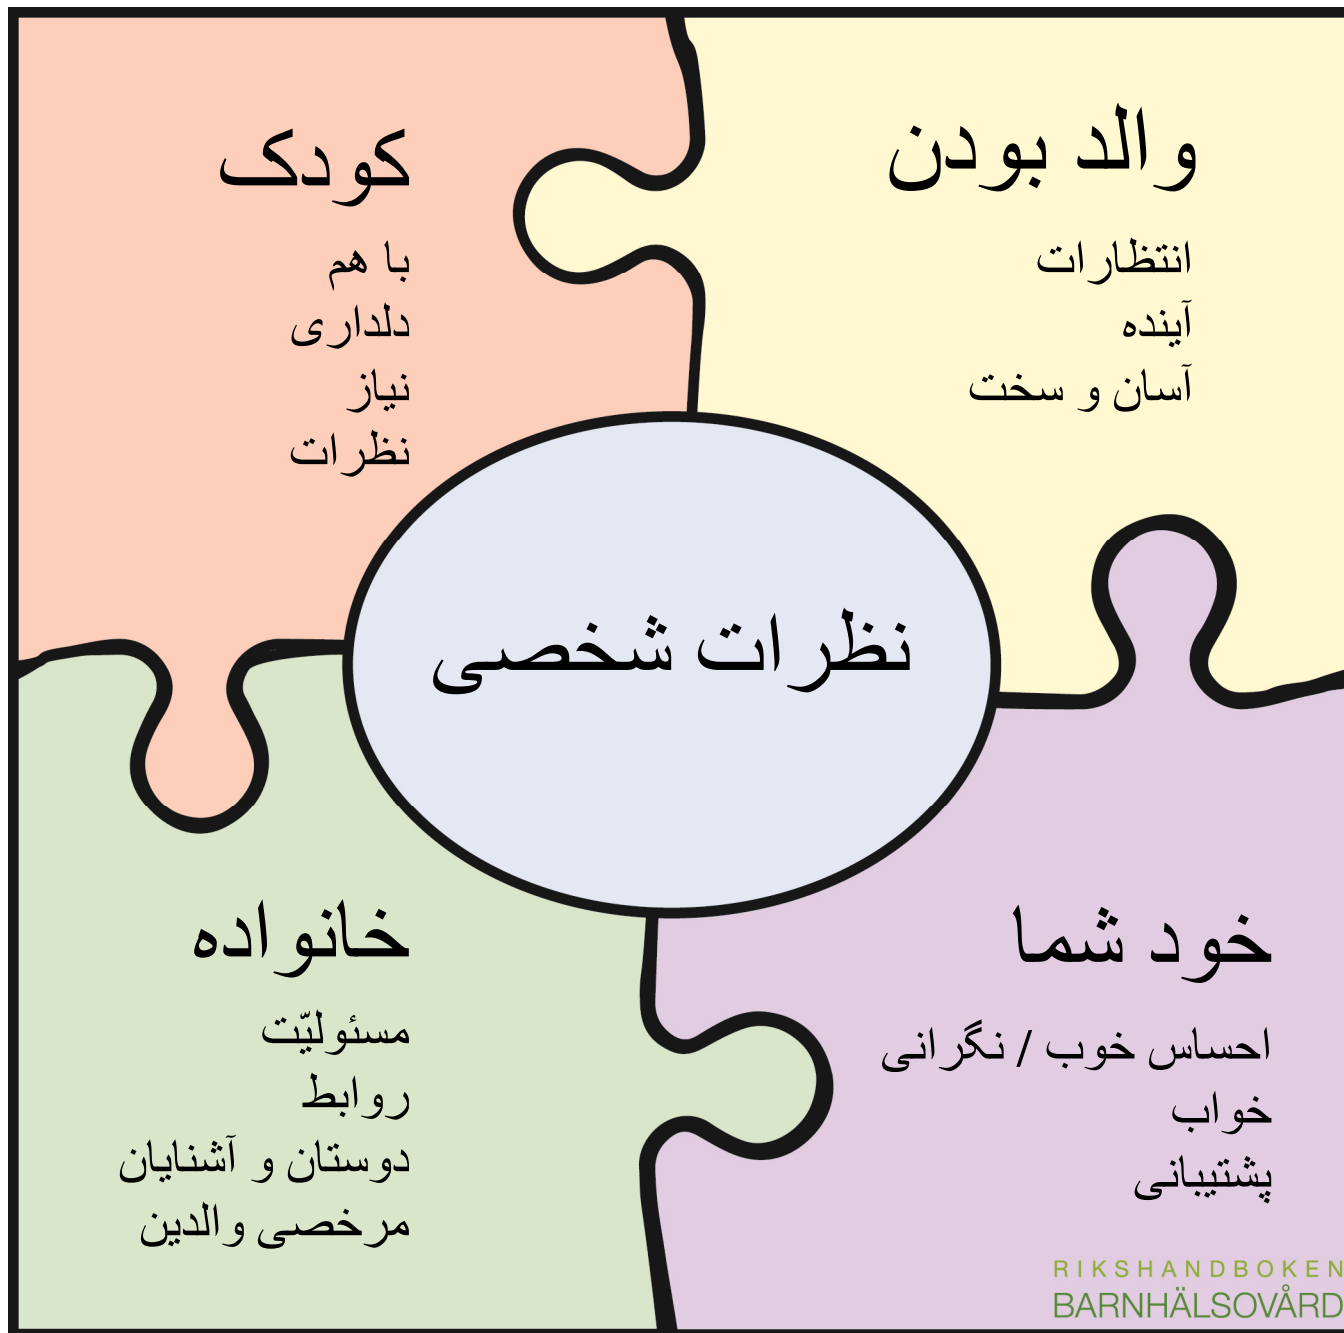 والد بودن
انتظارات
آینده
آسان و سخت
کودک
با هم
دلداری
نیاز
نظرات
نظرات شخصی
خود شما
احساس خوب / نگرانی
خواب
پشتیبانی
خانواده
مسئولیّت
روابط
دوستان و آشنایان
مرخصی والدین
RIKSHANDBOKEN
BARNHÄLSOVÅRD